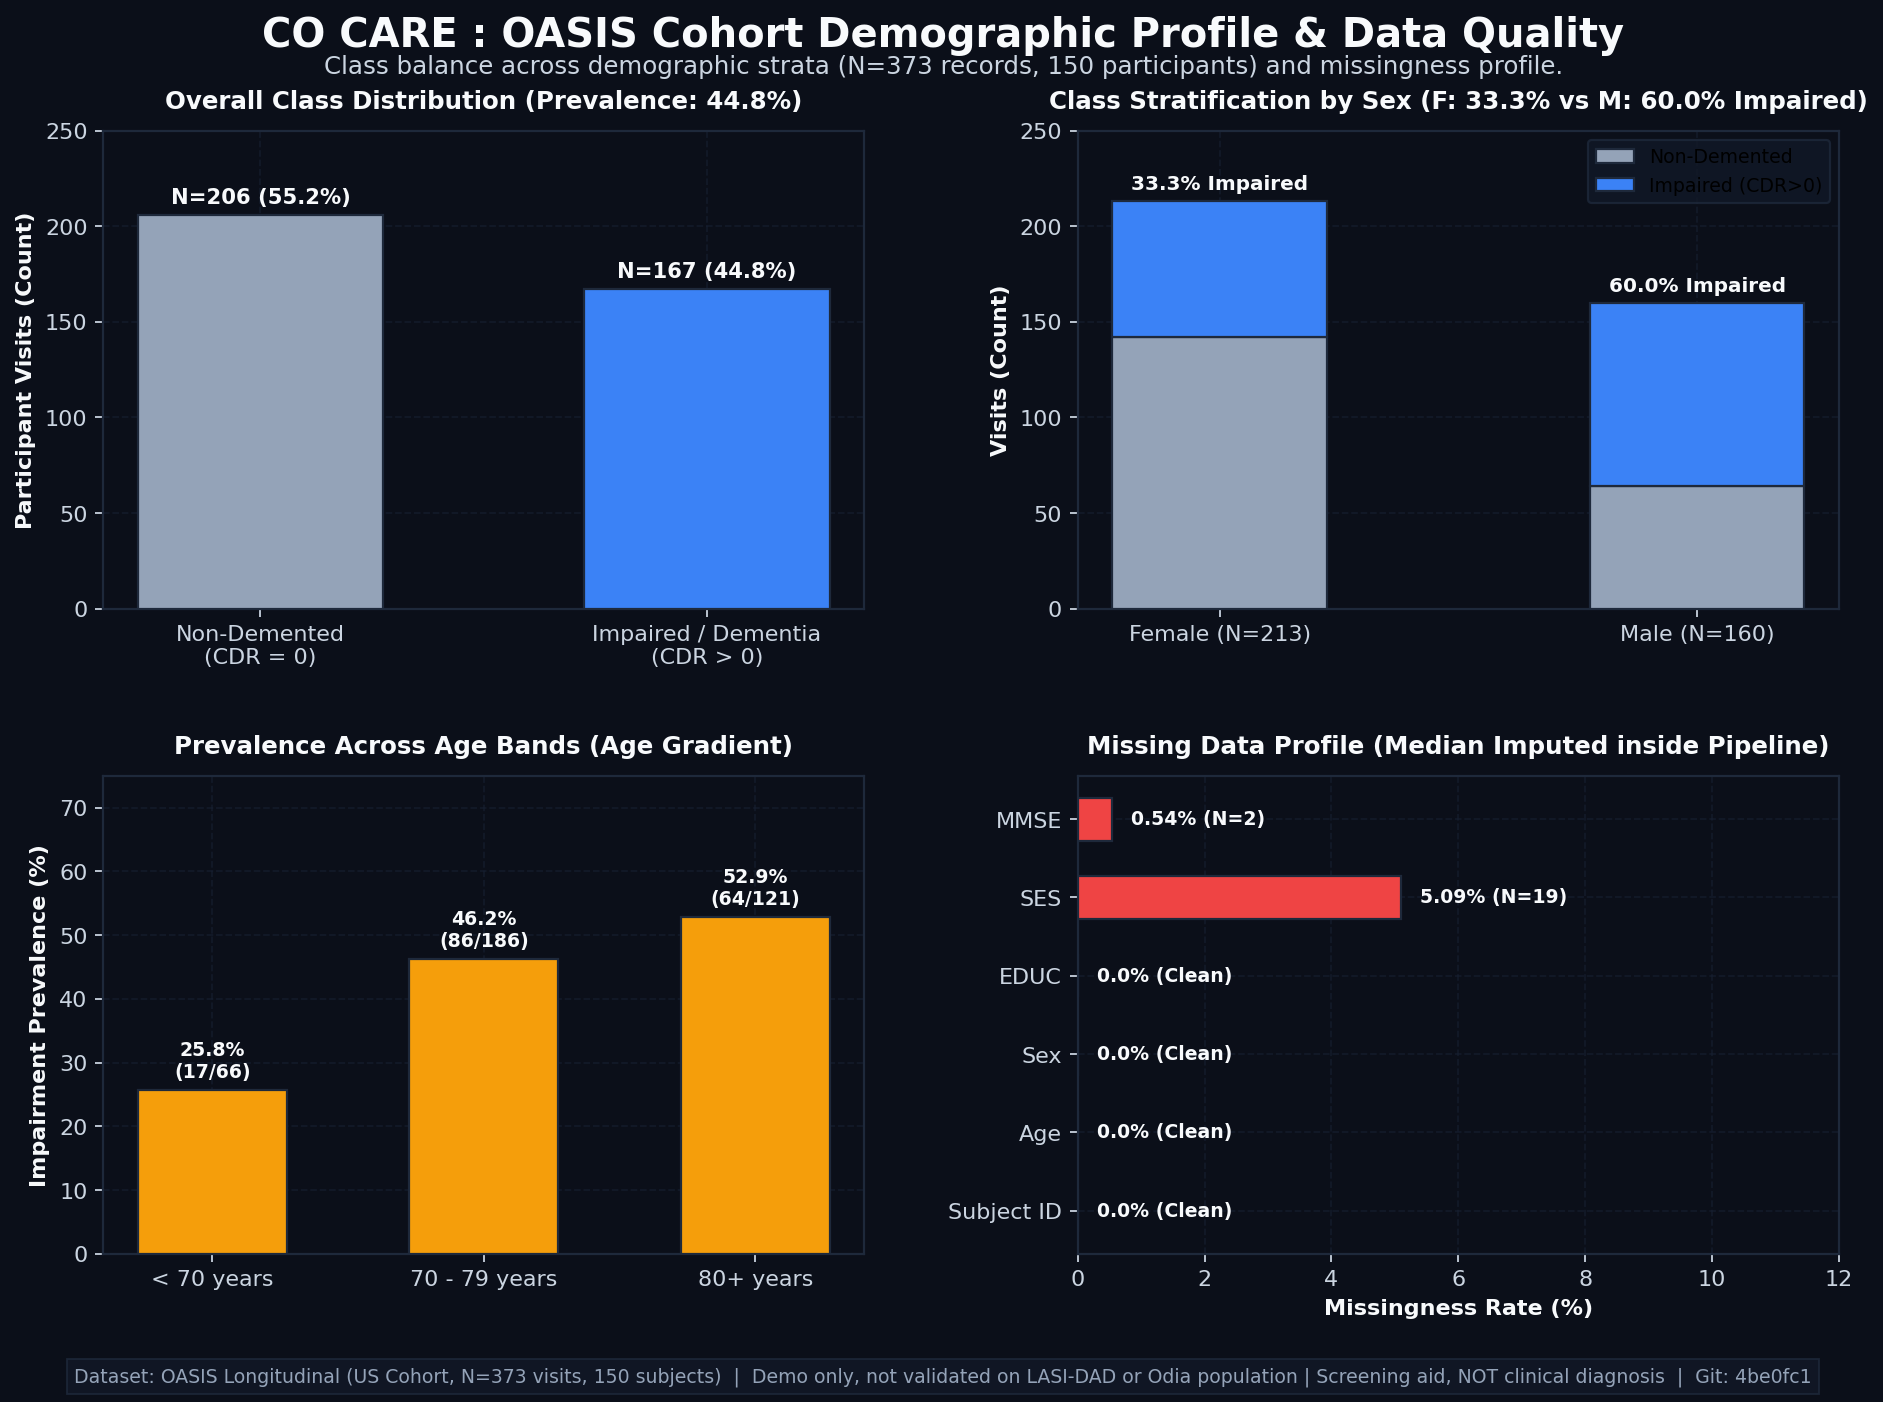 CO CARE : OASIS Cohort Demographic Profile & Data Quality
Class balance across demographic strata (N=373 records, 150 participants) and missingness profile.
Overall Class Distribution (Prevalence: 44.8%)
Participant Visits (Count)
250
200
150
100
50
0
N=206 (55.2%)
N=167 (44.8%)
Non-Demented
(CDR = 0)
Impaired / Dementia
(CDR > 0)
Class Stratification by Sex (F: 33.3% vs M: 60.0% Impaired)
Visits (Count)
250
200
150
100
50
0
Non-Demented
Impaired (CDR>0)
33.3% Impaired
60.0% Impaired
Female (N=213)
Male (N=160)
Prevalence Across Age Bands (Age Gradient)
Impairment Prevalence (%)
70
60
50
40
30
20
10
0
25.8%
(17/66)
46.2%
(86/186)
52.9%
(64/121)
< 70 years
70 - 79 years
80+ years
Missing Data Profile (Median Imputed inside Pipeline)
MMSE
0.54% (N=2)
SES
5.09% (N=19)
EDUC
0.0% (Clean)
Sex
0.0% (Clean)
Age
0.0% (Clean)
Subject ID
0.0% (Clean)
0
2
4
6
8
10
12
Missingness Rate (%)
Dataset: OASIS Longitudinal (US Cohort, N=373 visits, 150 subjects) | Demo only, not validated on LASI-DAD or Odia population | Screening aid, NOT clinical diagnosis | Git: 4be0fc1